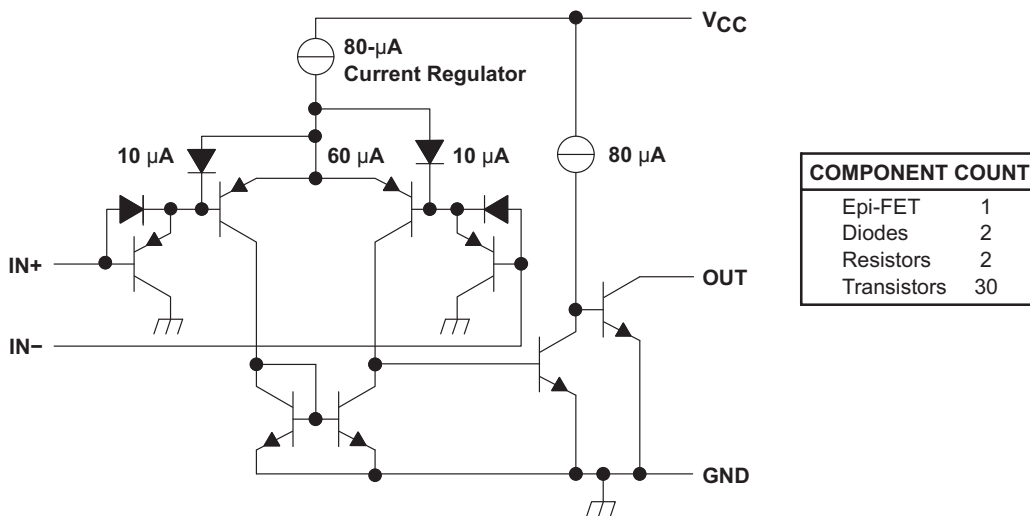 VCC
80-µA
Current Regulator
10 µA
60 µA
10 µA
80 µA
IN+
OUT
IN−
GND
COMPONENT COUNT
Epi-FET 1
Diodes 2
Resistors 2
Transistors 30